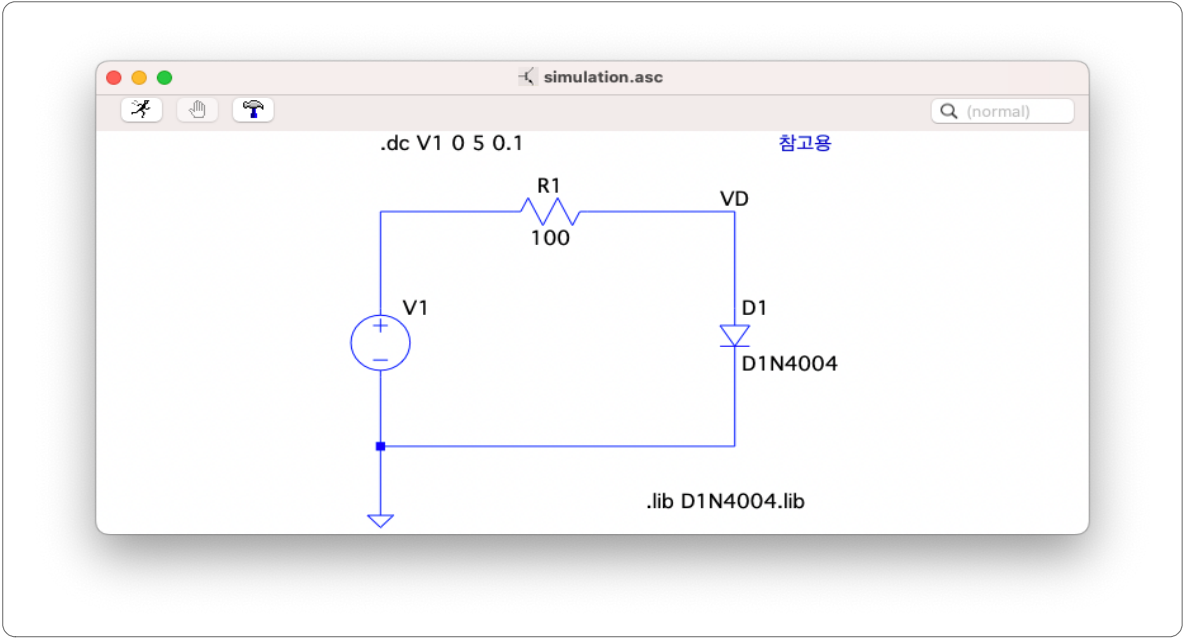 simulation.asc
(normal)
.dc V1 0 5 0.1
참고용
R1
100
VD
V1
D1
D1N4004
.lib D1N4004.lib